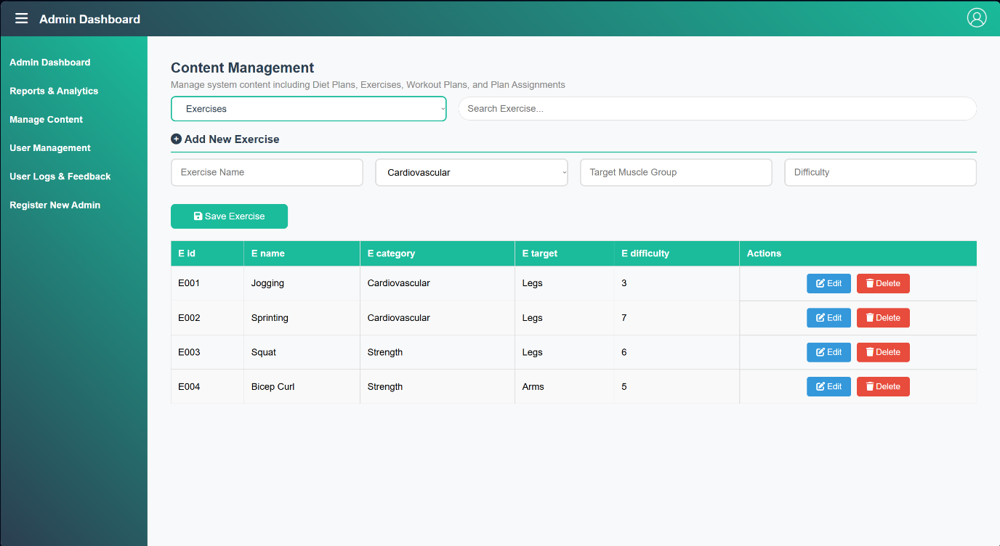 Admin Dashboard
Admin Dashboard
Reports & Analytics
Manage Content
User Management
User Logs & Feedback
Register New Admin
Content Management
Manage system content including Diet Plans, Exercises, Workout Plans, and Plan Assignments
Exercises Search Exercise...
Add New Exercise
Exercise Name Cardiovascular Target Muscle Group Difficulty
Save Exercise
E id E name E category E target E difficulty Actions
E001 Jogging Cardiovascular Legs 3 Edit Delete
E002 Sprinting Cardiovascular Legs 7 Edit Delete
E003 Squat Strength Legs 6 Edit Delete
E004 Bicep Curl Strength Arms 5 Edit Delete